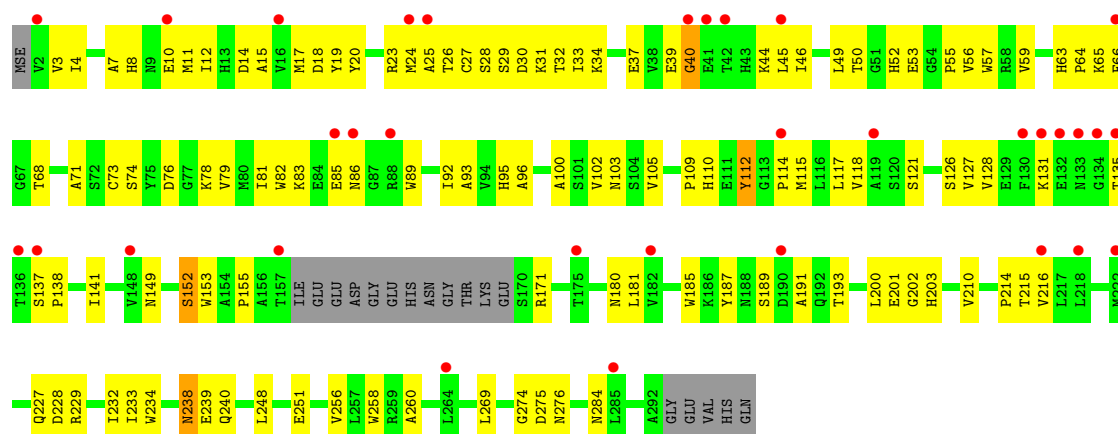 MSE V2 V3 I4 A7 H8 N9 E10 M11 I12 H13 D14 A15 V16 M17 D18 Y19 Y20 R23 M24 A25 T26 C27 S28 S29 D30 K31 T32 I33 K34 E37 V38 E39 G40 E41 T42 H43 K44 L45 I46 L49 T50 G51 H52 E53 G54 P55 V56 W57 R58 V59 H63 P64 K65
G67 T68 A71 S72 C73 S74 Y75 D76 G77 K78 V79 M80 I81 W82 K83 E84 E85 N86 G87 R88 W89 I92 A93 V94 H95 A96 A100 S101 V102 N103 S104 V105 P109 H110 E111 Y112 G113 P114 M115 L116 L117 V118 A119 S120 S121 S126 V127 V128 E129 F130 K131 E132 N133 G134 T135
T136 S137 P138 I141 V148 N149 S152 W153 A154 P155 A156 T157 ILE GLU GLU ASP GLY GLU HIS ASN GLY THR LYS GLU S170 R171 T175 N180 L181 V182 W185 K186 Y187 N188 S189 D190 A191 Q192 T193 L200 E201 G202 H203 V210 P214 T215 V216 L217 L218
Q227 D228 R229 I232 I233 W234 N238 E239 Q240 L248 E251 V256 L257 W258 R259 A260 L264 L269 G274 D275 N276 N284 L285 A292 GLY GLU VAL HIS GLN